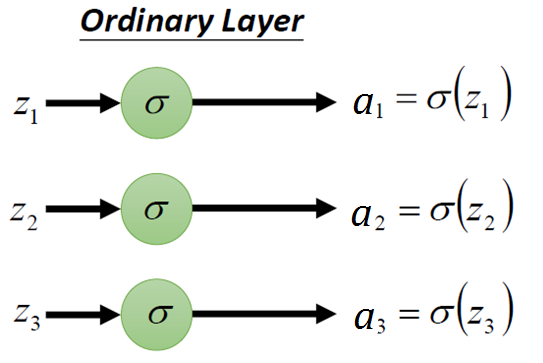 Ordinary Layer
z₁ σ a₁ = σ(z₁)
z₂ σ a₂ = σ(z₂)
z₃ σ a₃ = σ(z₃)